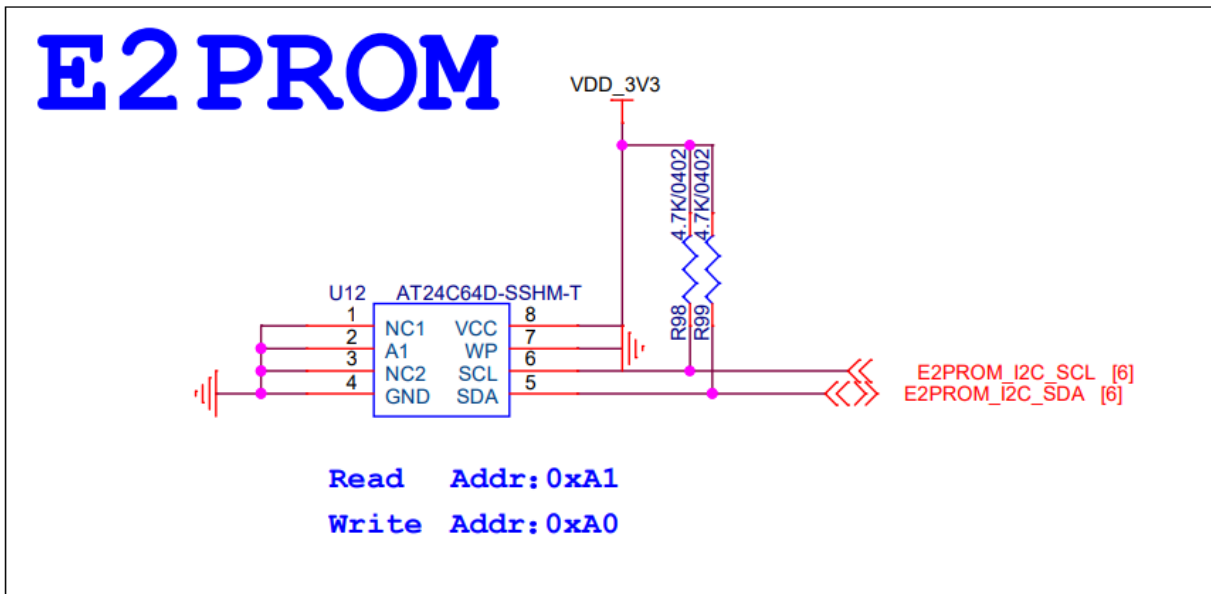 E2PROM
VDD_3V3
4.7K/0402
4.7K/0402
U12 AT24C64D-SSHM-T
1 NC1 VCC 8
2 A1 WP 7
3 NC2 SCL 6
4 GND SDA 5
R98
R99
E2PROM_I2C_SCL [6]
E2PROM_I2C_SDA [6]
Read Addr:0xA1
Write Addr:0xA0